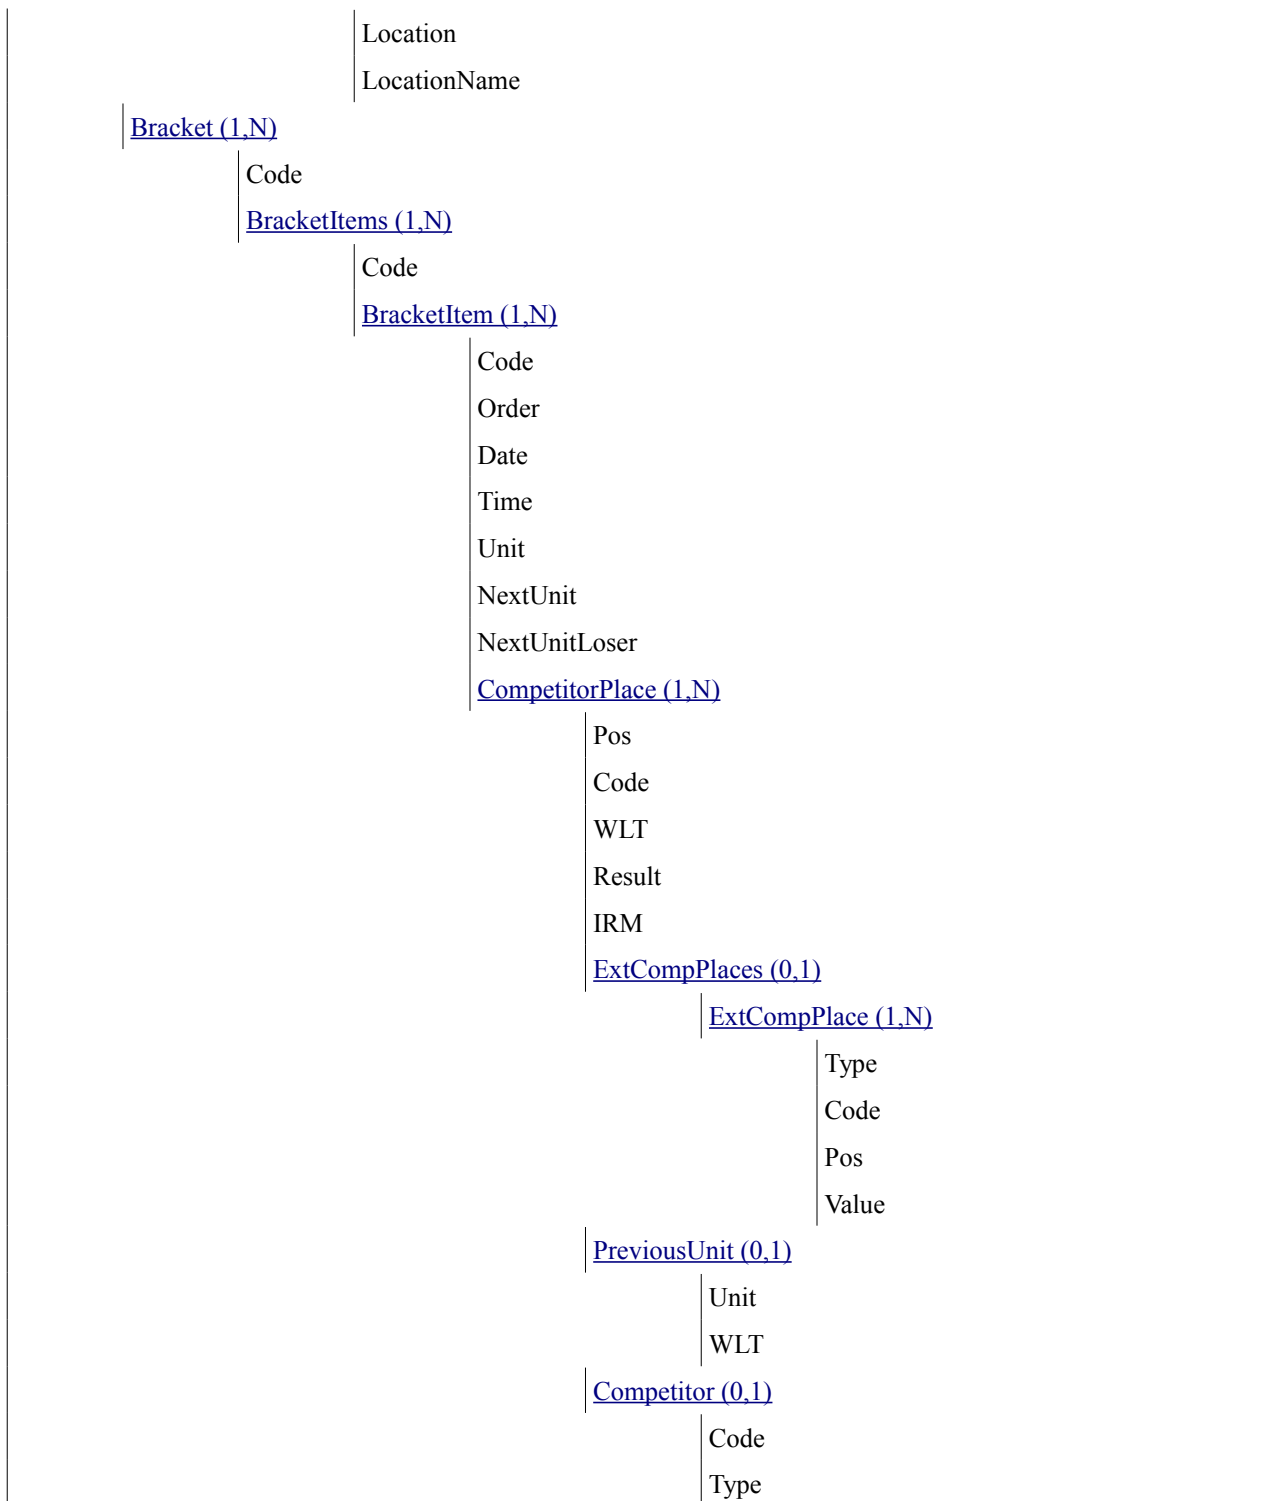 Location
LocationName
Bracket (1,N)
Code
BracketItems (1,N)
Code
BracketItem (1,N)
Code
Order
Date
Time
Unit
NextUnit
NextUnitLoser
CompetitorPlace (1,N)
Pos
Code
WLT
Result
IRM
ExtCompPlaces (0,1)
ExtCompPlace (1,N)
Type
Code
Pos
Value
PreviousUnit (0,1)
Unit
WLT
Competitor (0,1)
Code
Type